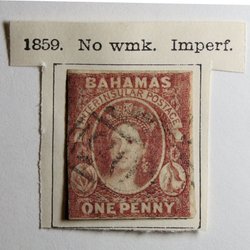 1859. No wmk. Imperf.
BAHAMAS
INTERINSULAR POSTAGE
ONE PENNY